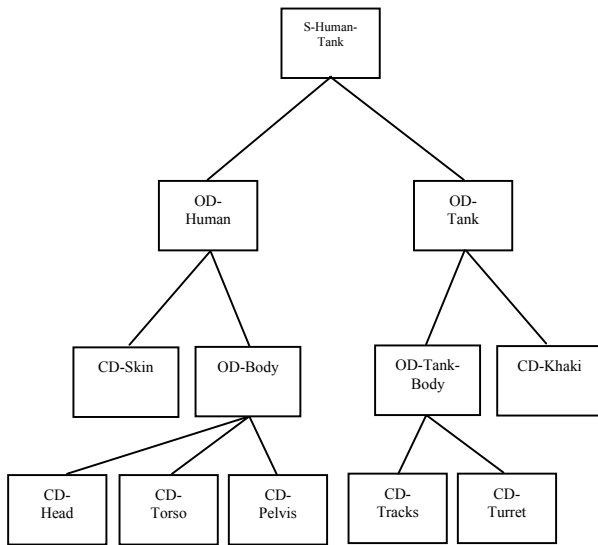 S-Human-
Tank
OD-
Human
OD-
Tank
CD-Skin
OD-Body
OD-Tank-
Body
CD-Khaki
CD-
Head
CD-
Torso
CD-
Pelvis
CD-
Tracks
CD-
Turret